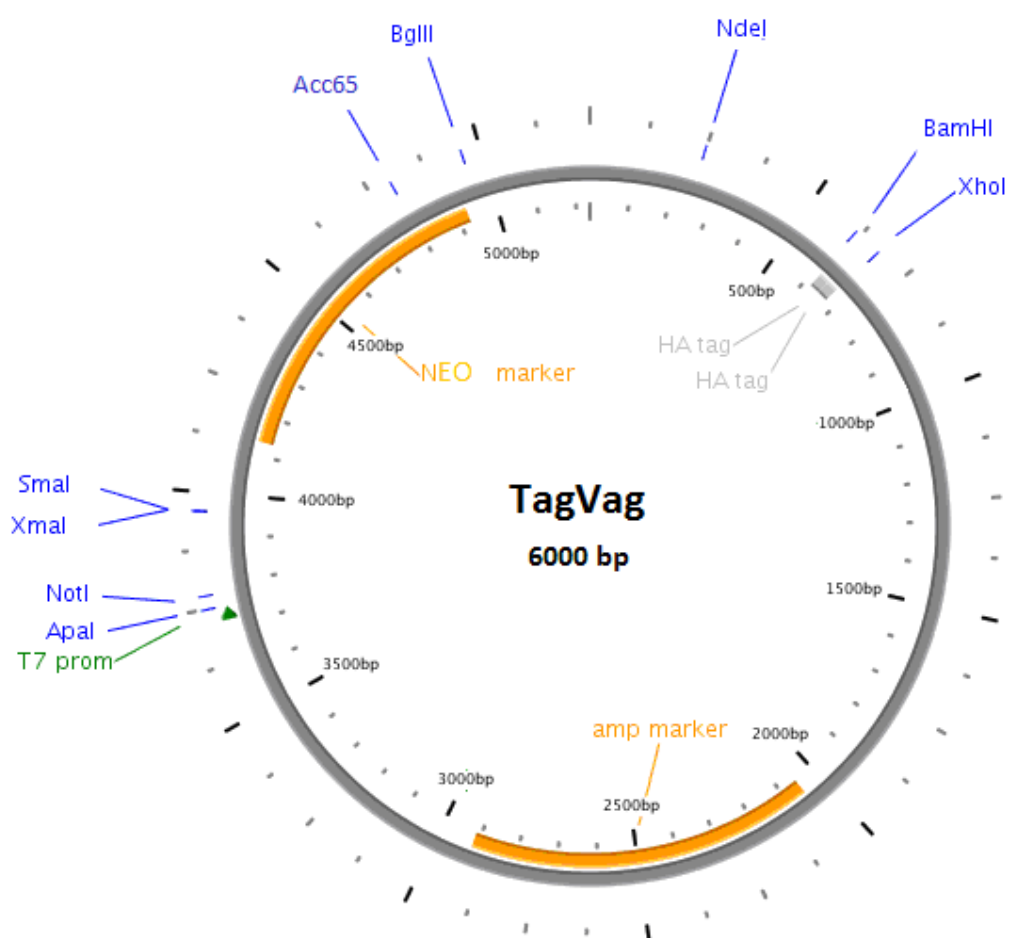 BglII
NdeI
Acc65
BamHI
XhoI
5000bp
500bp
4500bp
HA tag
HA tag
NEO marker
·1000bp
SmaI
XmaI
4000bp
TagVag
6000 bp
NotI
ApaI
T7 prom
1500bp
3500bp
amp marker
2000bp
3000bp
2500bp